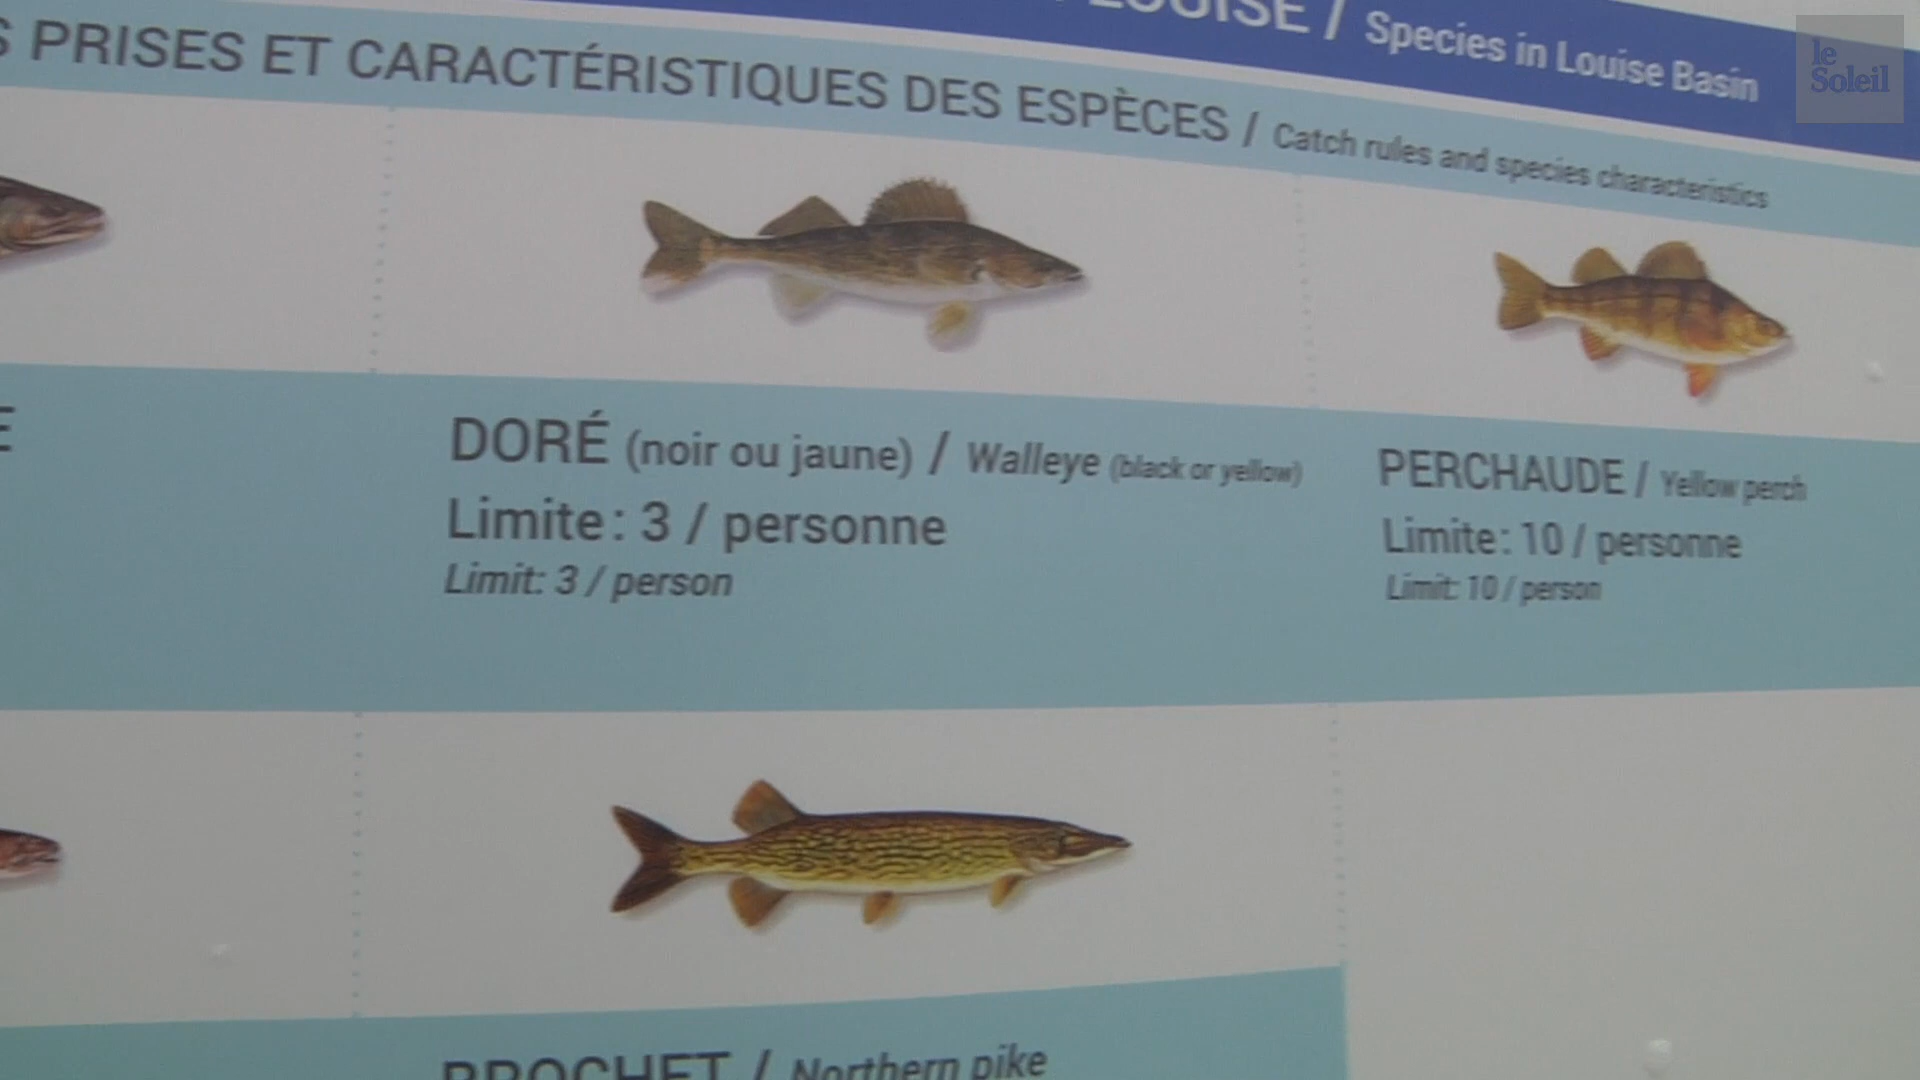 LOUISE / Species in Louise Basin
le Soleil
S PRISES ET CARACTÉRISTIQUES DES ESPÈCES / Catch rules and species characteristics
E
DORÉ (noir ou jaune) / Walleye (black or yellow)
Limite: 3 / personne
Limit: 3 / person
PERCHAUDE / Yellow perch
Limite: 10 / personne
Limit: 10 / person
BROCHET / Northern pike